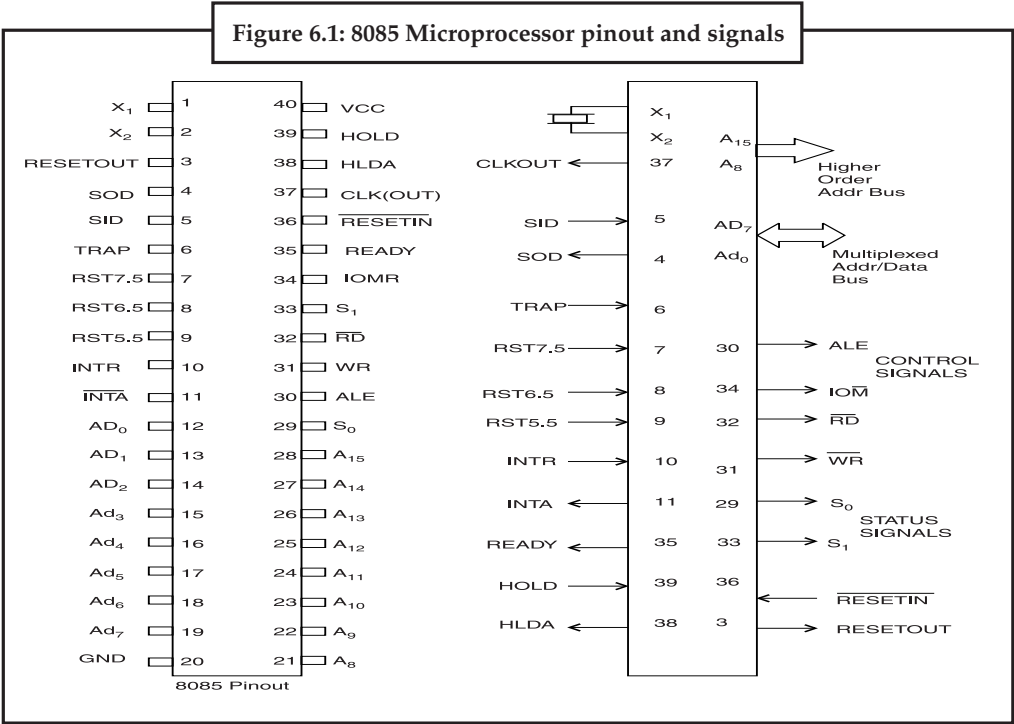 Figure 6.1: 8085 Microprocessor pinout and signals
X₁ 1 40 VCC
X₂ 2 39 HOLD
RESETOUT 3 38 HLDA
SOD 4 37 CLK(OUT)
SID 5 36 R̅E̅S̅E̅T̅I̅N̅
TRAP 6 35 READY
RST7.5 7 34 IOMR
RST6.5 8 33 S₁
RST5.5 9 32 R̅D̅
INTR 10 31 WR
I̅N̅T̅A̅ 11 30 ALE
AD₀ 12 29 S₀
AD₁ 13 28 A₁₅
AD₂ 14 27 A₁₄
Ad₃ 15 26 A₁₃
Ad₄ 16 25 A₁₂
Ad₅ 17 24 A₁₁
Ad₆ 18 23 A₁₀
Ad₇ 19 22 A₉
GND 20 21 A₈
8085 Pinout
X₁
X₂ A₁₅
CLKOUT 37 A₈
Higher
Order
Addr Bus
SID 5 AD₇
SOD 4 Ad₀
Multiplexed
Addr/Data
Bus
TRAP 6
RST7.5 7 30 ALE
CONTROL
SIGNALS
RST6.5 8 34 IOM̅
RST5.5 9 32 R̅D̅
INTR 10 31 W̅R̅
INTA 11 29 S₀
STATUS
SIGNALS
READY 35 33 S₁
HOLD 39 36 R̅E̅S̅E̅T̅I̅N̅
HLDA 38 3 RESETOUT